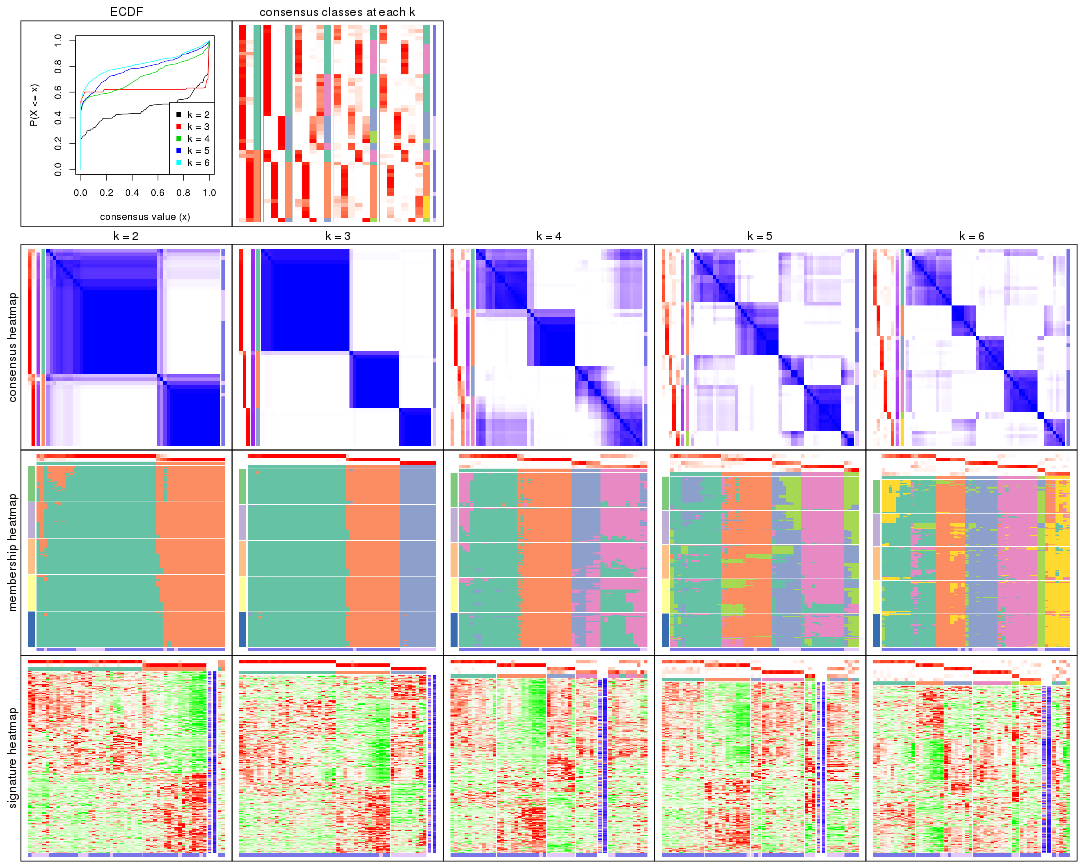 ECDF
consensus classes at each k
P(X <= x)
0.0 0.2 0.4 0.6 0.8 1.0
k = 2
k = 3
k = 4
k = 5
k = 6
0.0 0.2 0.4 0.6 0.8 1.0
consensus value (x)
k = 2
k = 3
k = 4
k = 5
k = 6
consensus heatmap
membership heatmap
signature heatmap